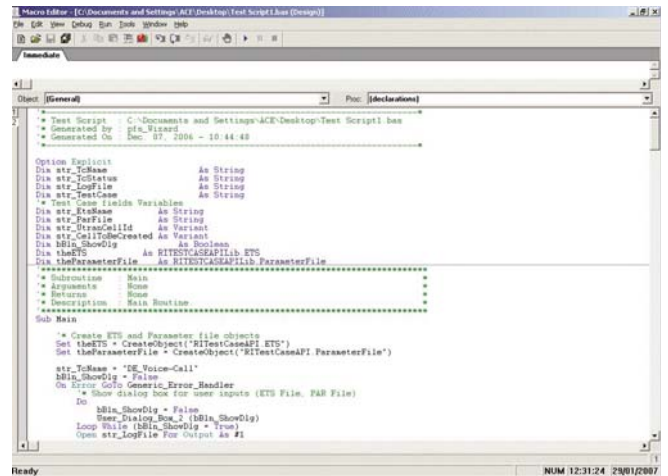 Macro Editor - [C:\Documents and Settings\ACE\Desktop\Test Script1.bas (Design)]
File Edit View Debug Run Tools Window Help
Immediate
Object: (General) Proc: (declarations)
'* Test Script : C:\Documents and Settings\ACE\Desktop\Test Script1.bas
'* Generated by : pfs_Wizard
'* Generated On : Dec. 07, 2006 - 10:44:48
Option Explicit
Dim str_TcName As String
Dim str_TcStatus As String
Dim str_LogFile As String
Dim str_TestCase As String
'* Test Case fields Variables
Dim str_EtsName As String
Dim str_ParFile As String
Dim str_UtranCellId As Variant
Dim str_CellToBeCreated As Variant
Dim bBln_ShowDlg As Boolean
Dim theETS As RITESTCASEAPILib.ETS
Dim theParameterFile As RITESTCASEAPILib.ParameterFile
'* Subroutine : Main
'* Arguments : None
'* Returns : None
'* Description : Main Routine
Sub Main
'* Create ETS and Parameter file objects
Set theETS = CreateObject("RITestCaseAPI.ETS")
Set theParameterFile = CreateObject("RITestCaseAPI.ParameterFile")
str_TcName = "DE_Voice-Call"
bBln_ShowDlg = False
On Error GoTo Generic_Error_Handler
'* Show dialog box for user inputs (ETS File, PAR File)
Do
bBln_ShowDlg = False
User_Dialog_Box_2 (bBln_ShowDlg)
Loop While (bBln_ShowDlg = True)
Open str_LogFile For Output As #1
Ready NUM 12:31:24 29/01/2007